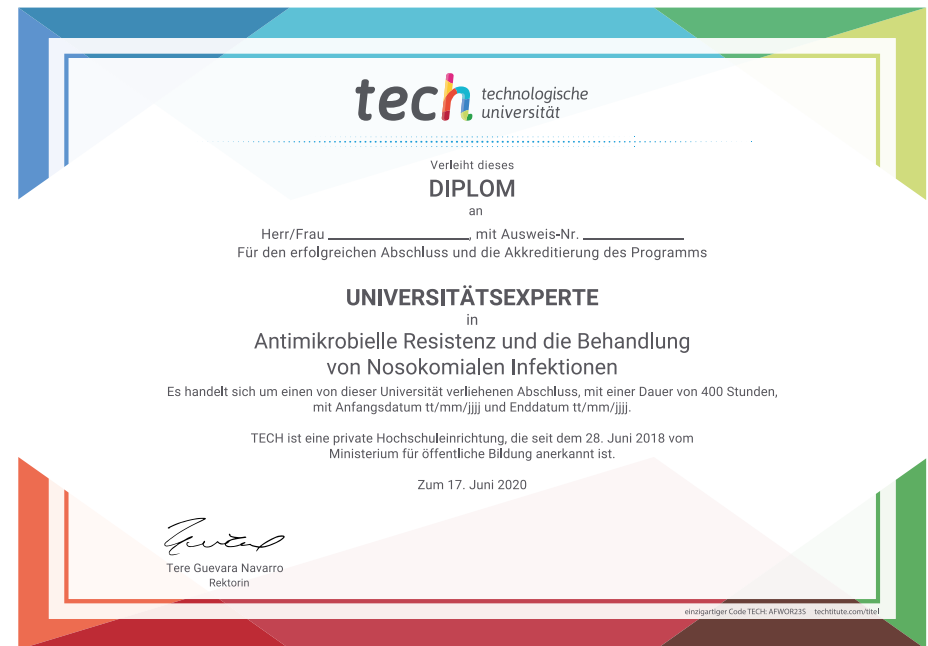 tech technologische
universität
Verleiht dieses
DIPLOM
an
Herr/Frau ____________________, mit Ausweis-Nr. ______________
Für den erfolgreichen Abschluss und die Akkreditierung des Programms
UNIVERSITÄTSEXPERTE
in
Antimikrobielle Resistenz und die Behandlung
von Nosokomialen Infektionen
Es handelt sich um einen von dieser Universität verliehenen Abschluss, mit einer Dauer von 400 Stunden,
mit Anfangsdatum tt/mm/jjjj und Enddatum tt/mm/jjjj.
TECH ist eine private Hochschuleinrichtung, die seit dem 28. Juni 2018 vom
Ministerium für öffentliche Bildung anerkannt ist.
Zum 17. Juni 2020
Tere Guevara Navarro
Rektorin
einzigartiger Code TECH: AFWOR23S techtitute.com/titel